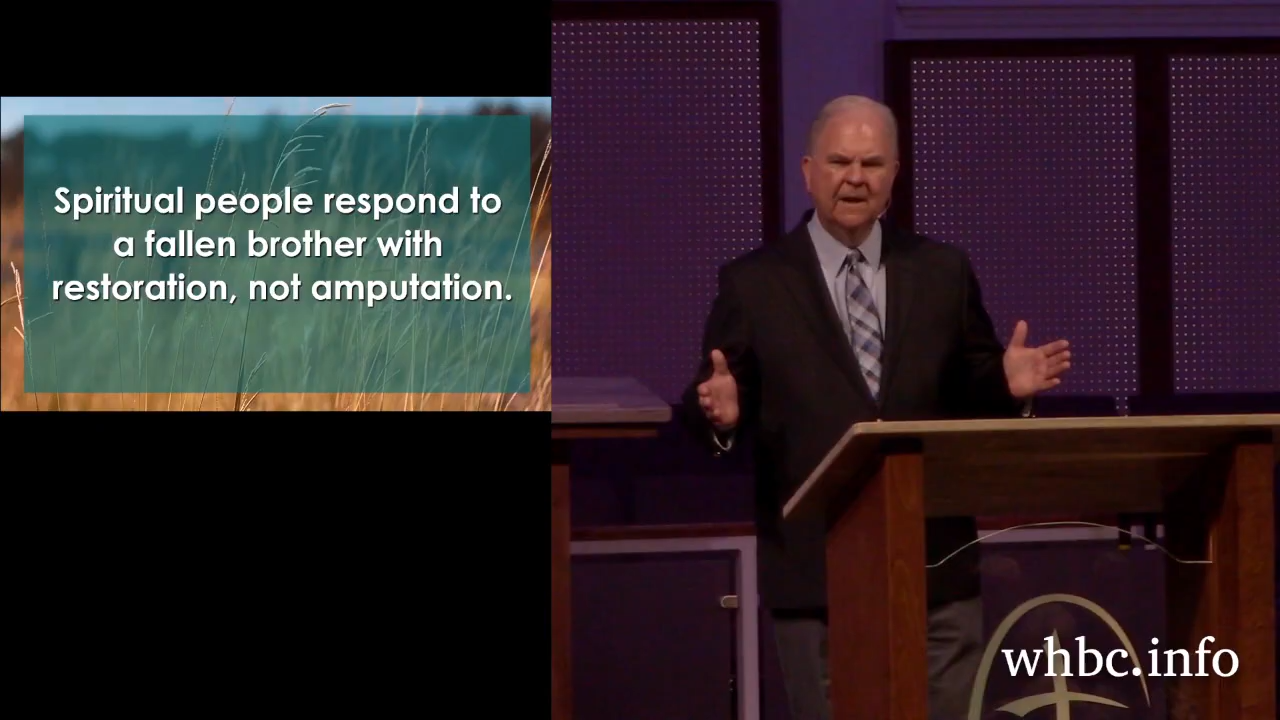 Spiritual people respond to
a fallen brother with
restoration, not amputation.
whbc.info